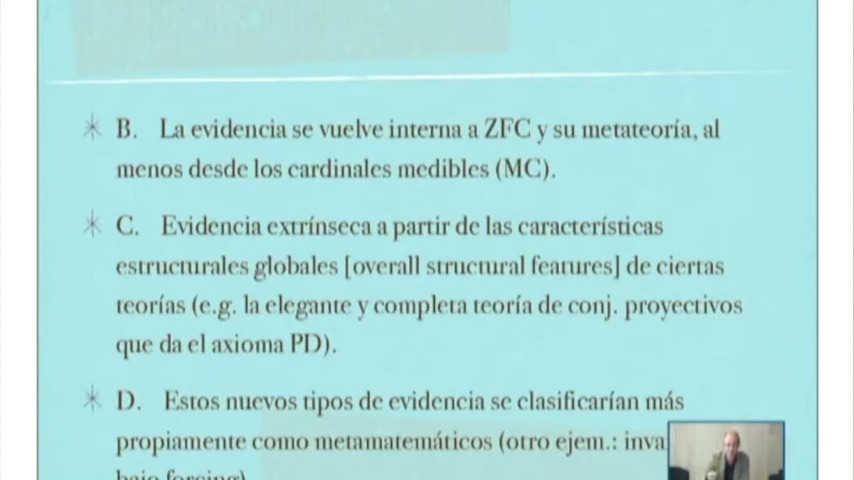 B. La evidencia se vuelve interna a ZFC y su metateoría, al
menos desde los cardinales medibles (MC).
C. Evidencia extrínseca a partir de las características
estructurales globales [overall structural features] de ciertas
teorías (e.g. la elegante y completa teoría de conj. proyectivos
que da el axioma PD).
D. Estos nuevos tipos de evidencia se clasificarían más
propiamente como metamatemáticos (otro ejem.:
bajo forcing)